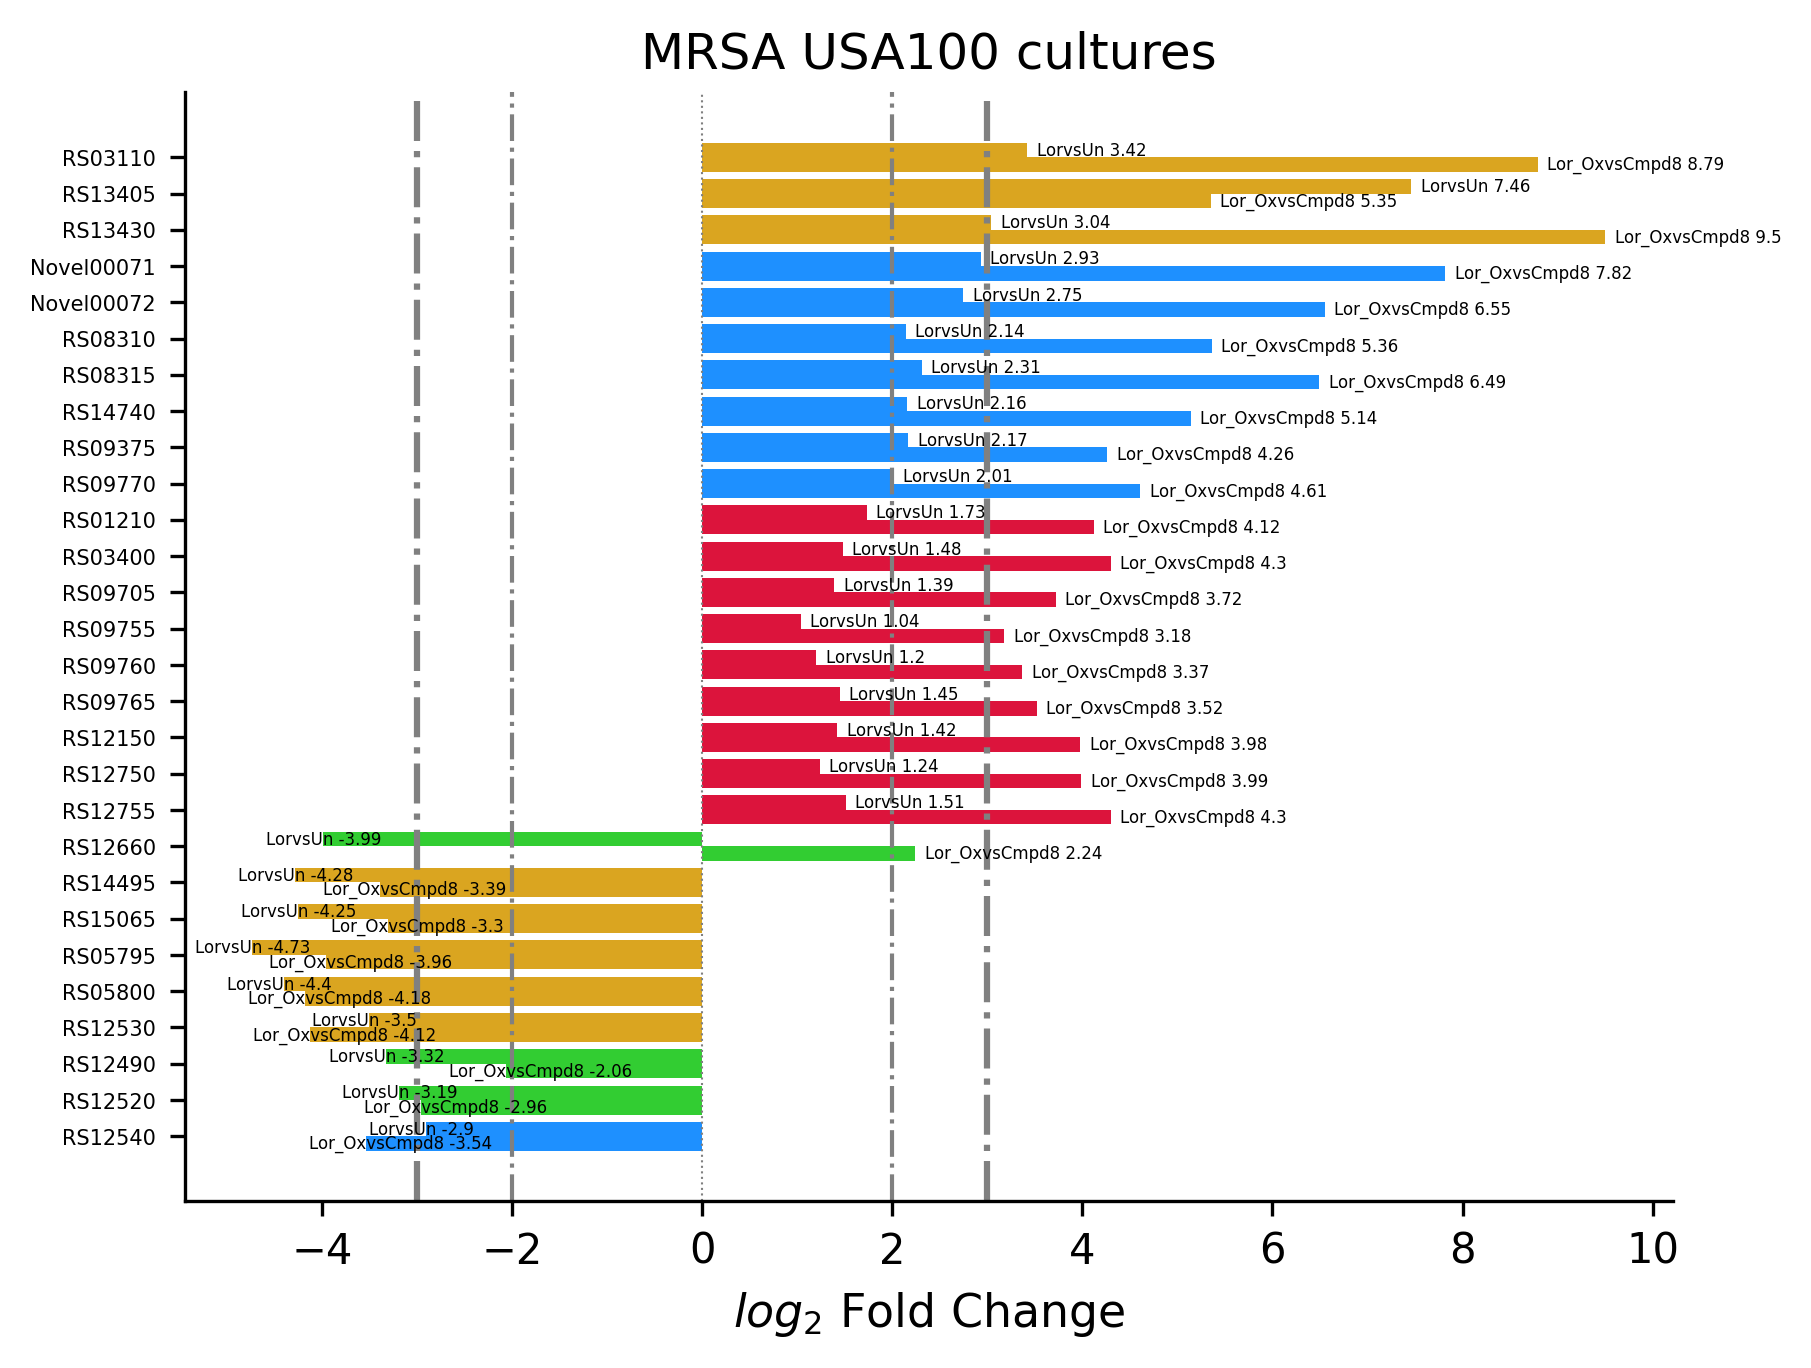 MRSA USA100 cultures
RS03110
LorvsUn 3.42
Lor_OxvsCmpd8 8.79
RS13405
LorvsUn 7.46
Lor_OxvsCmpd8 5.35
RS13430
LorvsUn 3.04
Lor_OxvsCmpd8 9.5
Novel00071
LorvsUn 2.93
Lor_OxvsCmpd8 7.82
Novel00072
LorvsUn 2.75
Lor_OxvsCmpd8 6.55
RS08310
LorvsUn 2.14
Lor_OxvsCmpd8 5.36
RS08315
LorvsUn 2.31
Lor_OxvsCmpd8 6.49
RS14740
LorvsUn 2.16
Lor_OxvsCmpd8 5.14
RS09375
LorvsUn 2.17
Lor_OxvsCmpd8 4.26
RS09770
LorvsUn 2.01
Lor_OxvsCmpd8 4.61
RS01210
LorvsUn 1.73
Lor_OxvsCmpd8 4.12
RS03400
LorvsUn 1.48
Lor_OxvsCmpd8 4.3
RS09705
LorvsUn 1.39
Lor_OxvsCmpd8 3.72
RS09755
LorvsUn 1.04
Lor_OxvsCmpd8 3.18
RS09760
LorvsUn 1.2
Lor_OxvsCmpd8 3.37
RS09765
LorvsUn 1.45
Lor_OxvsCmpd8 3.52
RS12150
LorvsUn 1.42
Lor_OxvsCmpd8 3.98
RS12750
LorvsUn 1.24
Lor_OxvsCmpd8 3.99
RS12755
LorvsUn 1.51
Lor_OxvsCmpd8 4.3
RS12660
LorvsUn -3.99
Lor_OxvsCmpd8 2.24
RS14495
LorvsUn -4.28
Lor_OxvsCmpd8 -3.39
RS15065
LorvsUn -4.25
Lor_OxvsCmpd8 -3.3
RS05795
LorvsUn -4.73
Lor_OxvsCmpd8 -3.96
RS05800
LorvsUn -4.4
Lor_OxvsCmpd8 -4.18
RS12530
LorvsUn -3.5
Lor_OxvsCmpd8 -4.12
RS12490
LorvsUn -3.32
Lor_OxvsCmpd8 -2.06
RS12520
LorvsUn -3.19
Lor_OxvsCmpd8 -2.96
RS12540
LorvsUn -2.9
Lor_OxvsCmpd8 -3.54
−4 −2 0 2 4 6 8 10
log₂ Fold Change